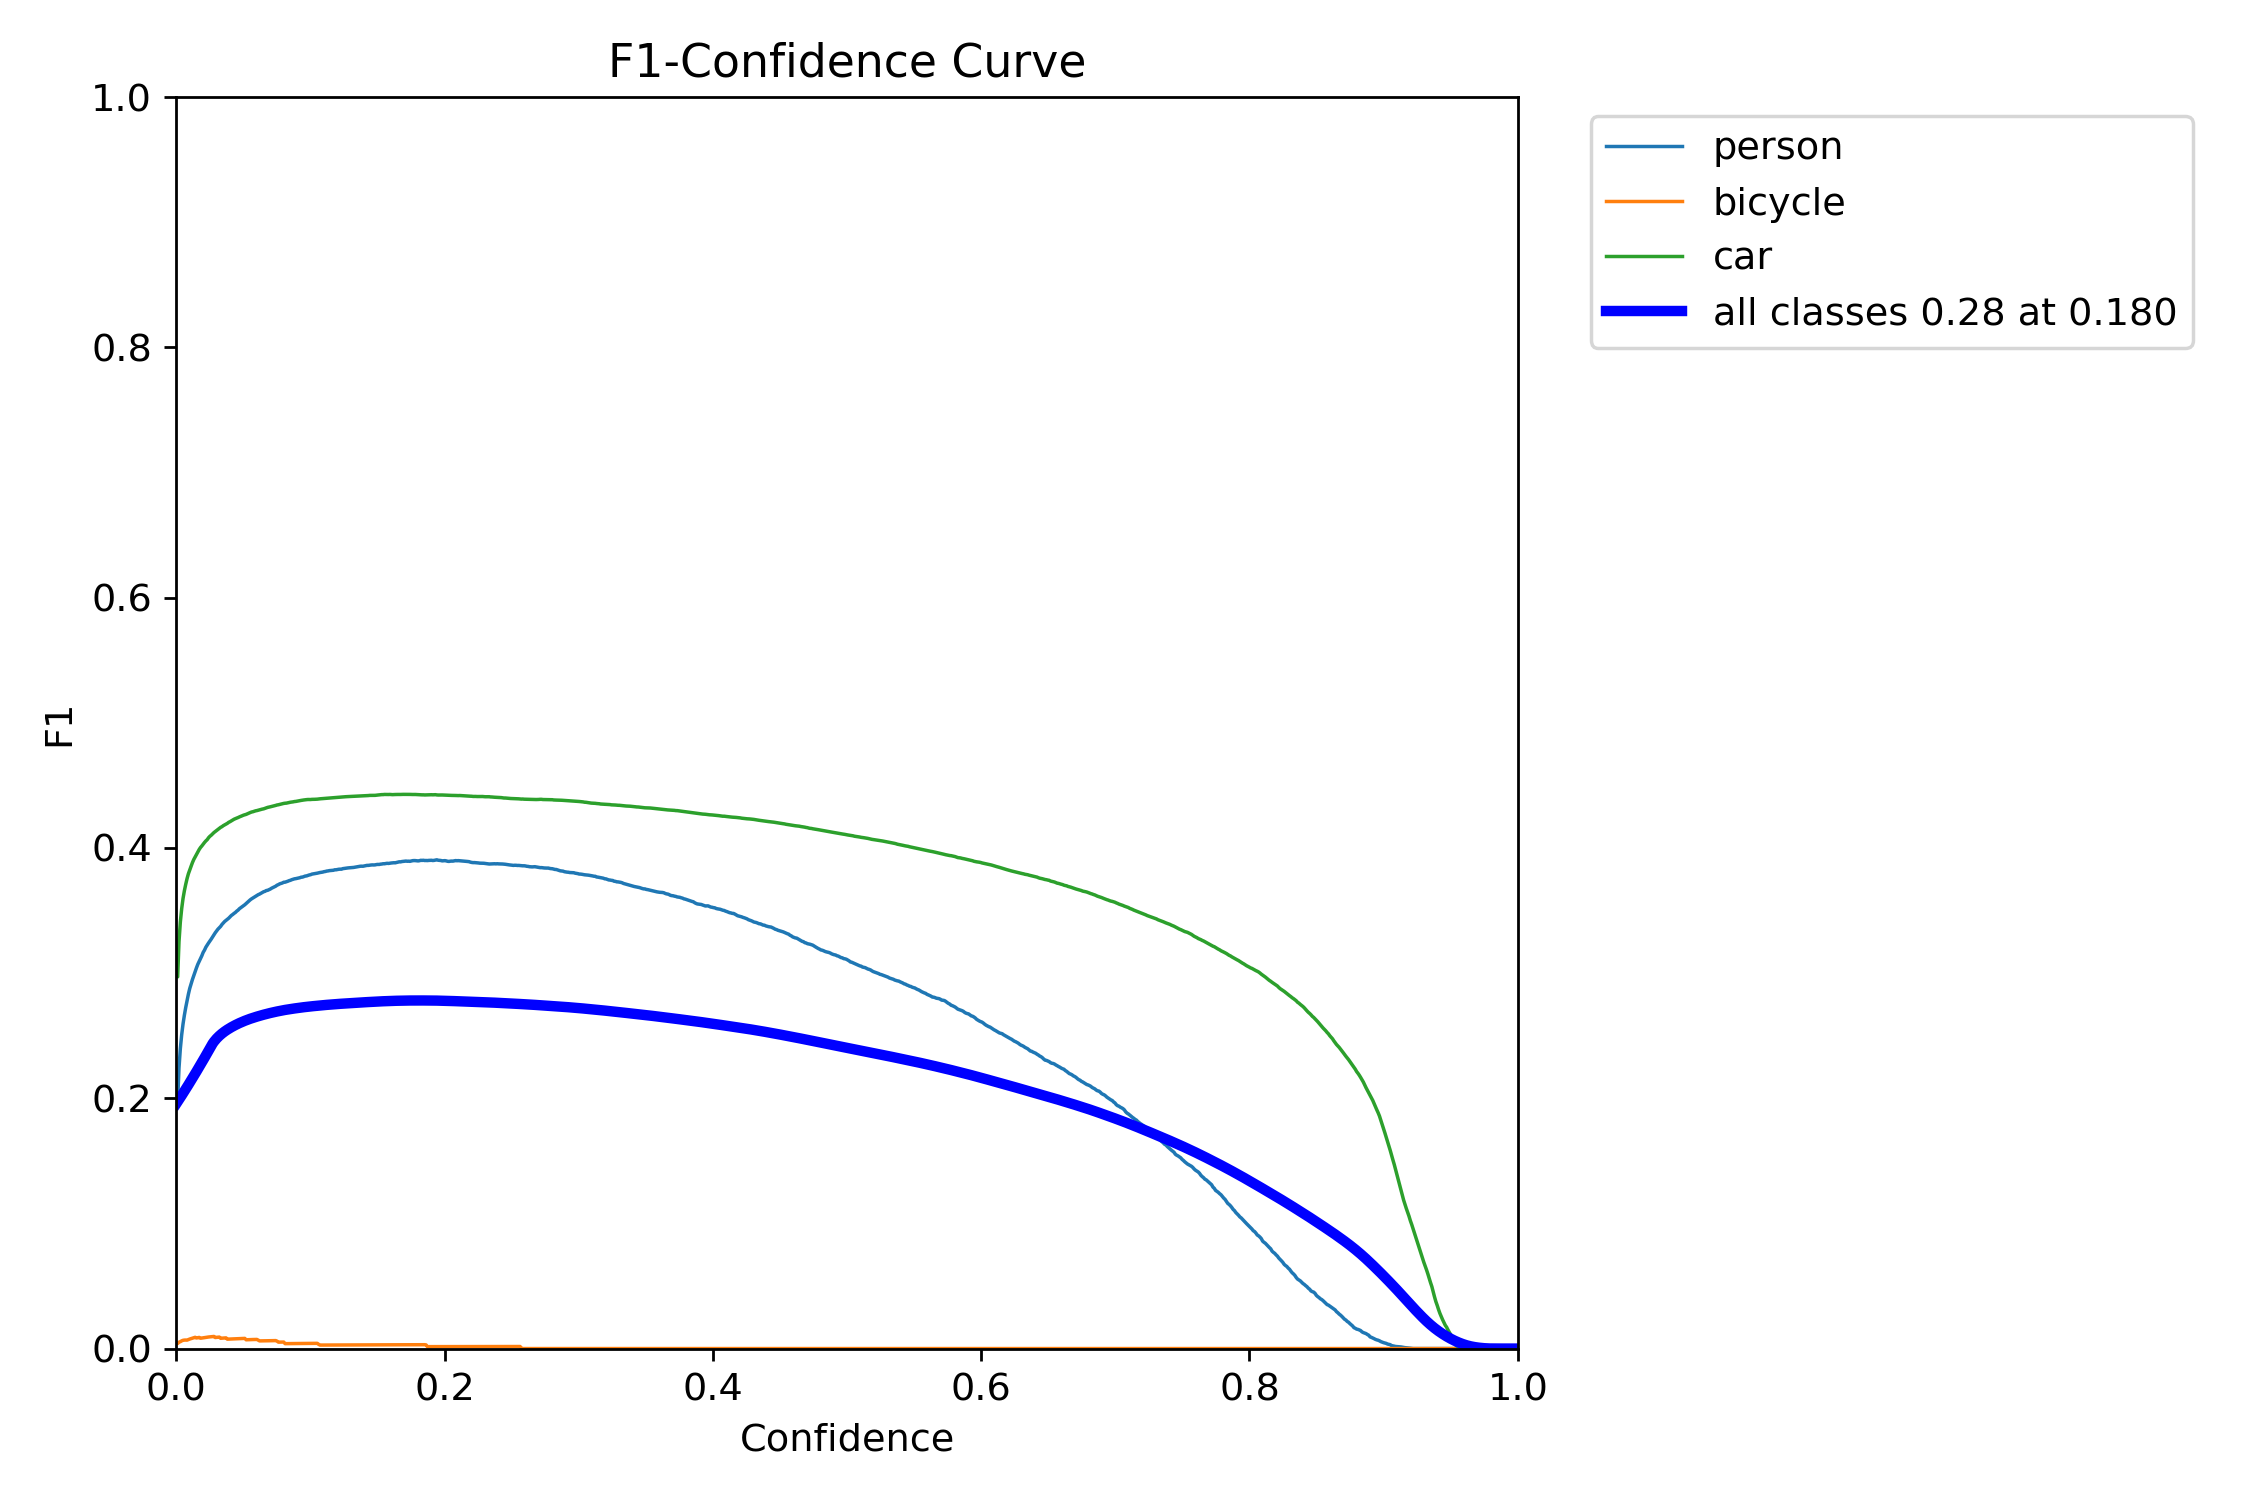 F1-Confidence Curve
1.0
0.8
0.6
0.4
0.2
0.0
F1
0.0 0.2 0.4 0.6 0.8 1.0
Confidence
person
bicycle
car
all classes 0.28 at 0.180